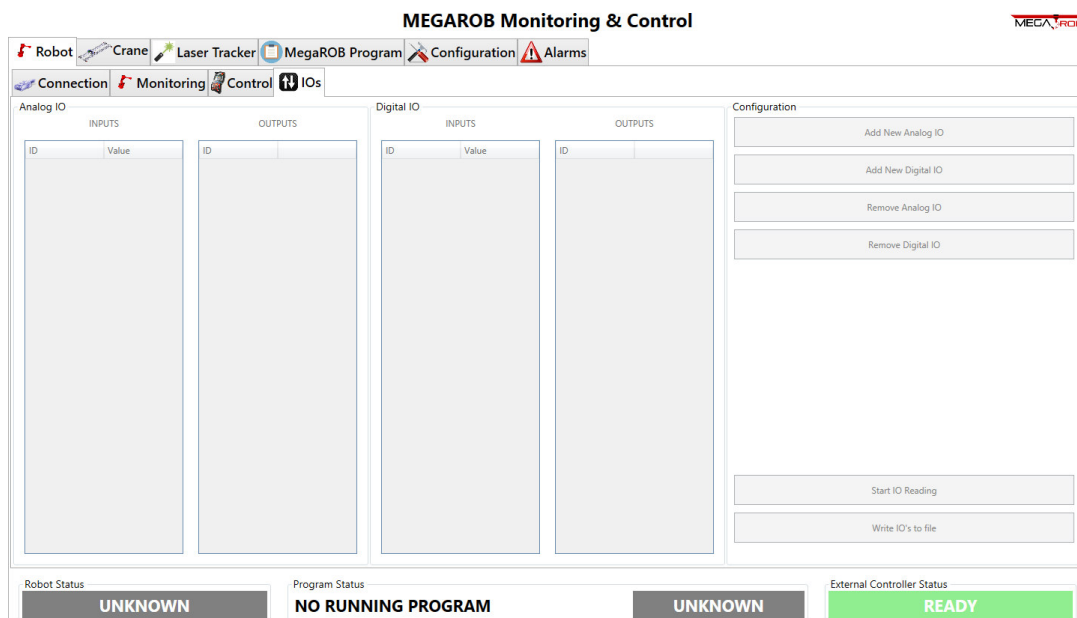 MEGAROB Monitoring & Control
MEGA ROB
Robot Crane Laser Tracker MegaROB Program Configuration Alarms
Connection Monitoring Control IOs
Analog IO Digital IO Configuration
INPUTS OUTPUTS INPUTS OUTPUTS
ID Value ID ID Value ID
Add New Analog IO
Add New Digital IO
Remove Analog IO
Remove Digital IO
Start IO Reading
Write IO's to file
Robot Status Program Status External Controller Status
UNKNOWN NO RUNNING PROGRAM UNKNOWN READY